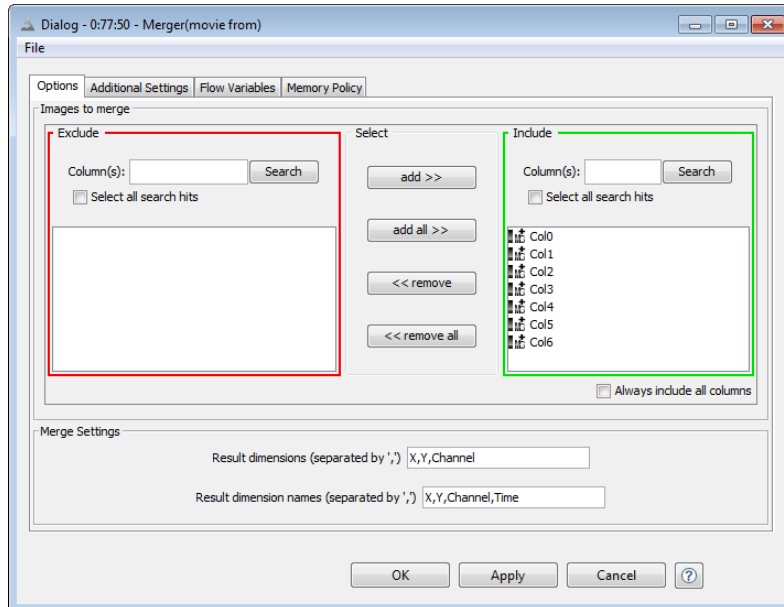 Dialog - 0:77:50 - Merger(movie from)
File
Options Additional Settings Flow Variables Memory Policy
Images to merge
Exclude
Column(s): Search
Select all search hits
Select
add >>
add all >>
<< remove
<< remove all
Include
Column(s): Search
Select all search hits
Col0
Col1
Col2
Col3
Col4
Col5
Col6
Always include all columns
Merge Settings
Result dimensions (separated by ',') X,Y,Channel
Result dimension names (separated by ',') X,Y,Channel,Time
OK Apply Cancel ?